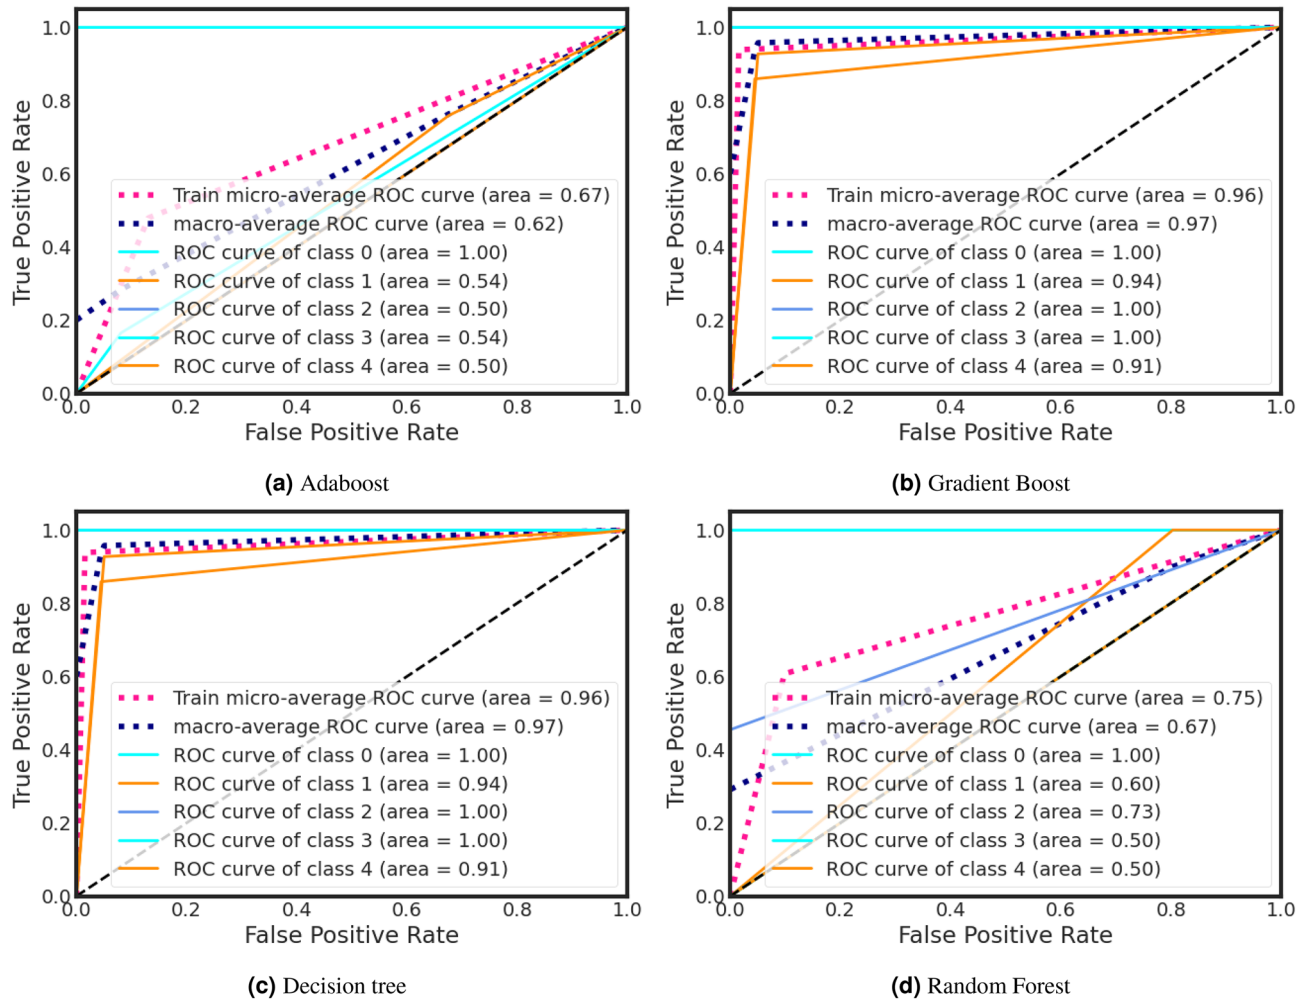 1.0
0.8
0.6
0.4
0.2
0.0
True Positive Rate
Train micro-average ROC curve (area = 0.67)
macro-average ROC curve (area = 0.62)
ROC curve of class 0 (area = 1.00)
ROC curve of class 1 (area = 0.54)
ROC curve of class 2 (area = 0.50)
ROC curve of class 3 (area = 0.54)
ROC curve of class 4 (area = 0.50)
0.0 0.2 0.4 0.6 0.8 1.0
False Positive Rate
(a) Adaboost
1.0
0.8
0.6
0.4
0.2
0.0
True Positive Rate
Train micro-average ROC curve (area = 0.96)
macro-average ROC curve (area = 0.97)
ROC curve of class 0 (area = 1.00)
ROC curve of class 1 (area = 0.94)
ROC curve of class 2 (area = 1.00)
ROC curve of class 3 (area = 1.00)
ROC curve of class 4 (area = 0.91)
0.0 0.2 0.4 0.6 0.8 1.0
False Positive Rate
(b) Gradient Boost
1.0
0.8
0.6
0.4
0.2
0.0
True Positive Rate
Train micro-average ROC curve (area = 0.96)
macro-average ROC curve (area = 0.97)
ROC curve of class 0 (area = 1.00)
ROC curve of class 1 (area = 0.94)
ROC curve of class 2 (area = 1.00)
ROC curve of class 3 (area = 1.00)
ROC curve of class 4 (area = 0.91)
0.0 0.2 0.4 0.6 0.8 1.0
False Positive Rate
(c) Decision tree
1.0
0.8
0.6
0.4
0.2
0.0
True Positive Rate
Train micro-average ROC curve (area = 0.75)
macro-average ROC curve (area = 0.67)
ROC curve of class 0 (area = 1.00)
ROC curve of class 1 (area = 0.60)
ROC curve of class 2 (area = 0.73)
ROC curve of class 3 (area = 0.50)
ROC curve of class 4 (area = 0.50)
0.0 0.2 0.4 0.6 0.8 1.0
False Positive Rate
(d) Random Forest